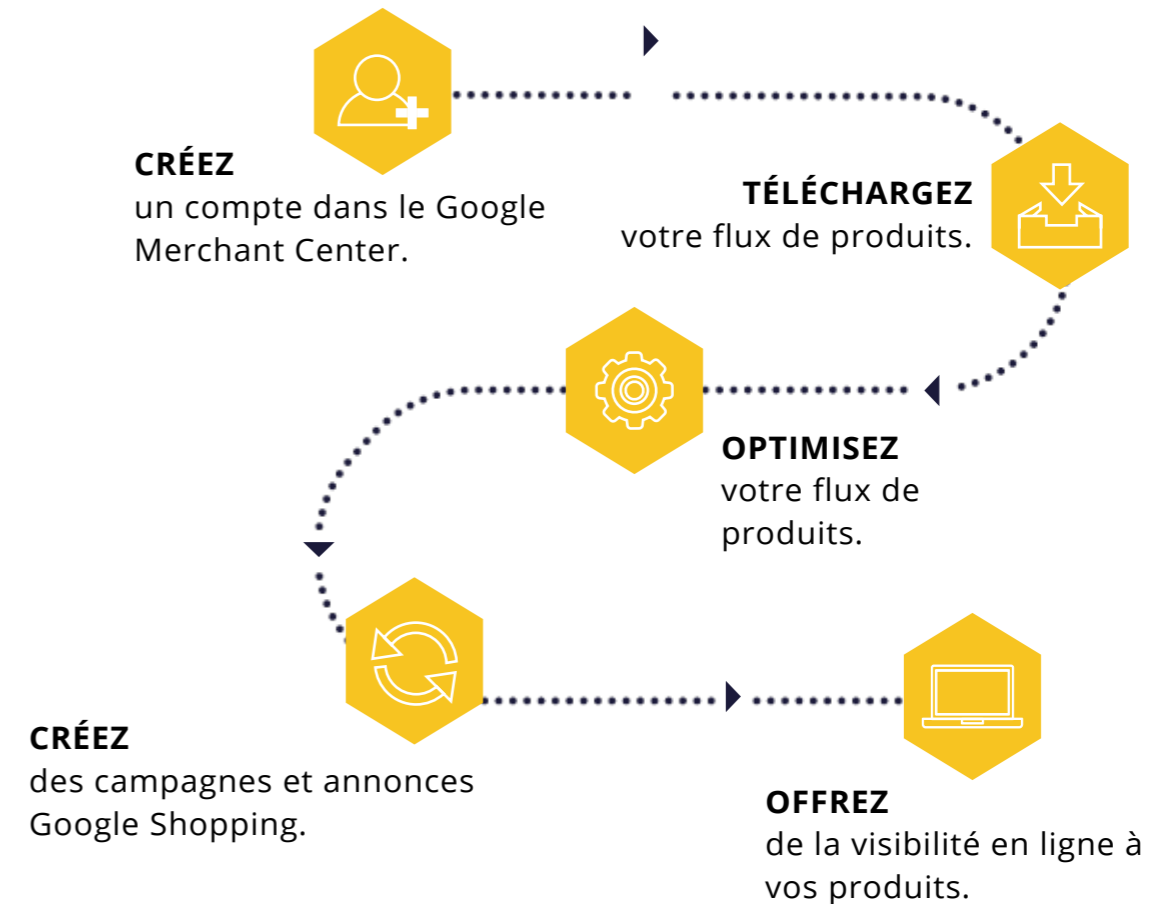 CRÉEZ
un compte dans le Google
Merchant Center.
TÉLÉCHARGEZ
votre flux de produits.
OPTIMISEZ
votre flux de
produits.
CRÉEZ
des campagnes et annonces
Google Shopping.
OFFREZ
de la visibilité en ligne à
vos produits.